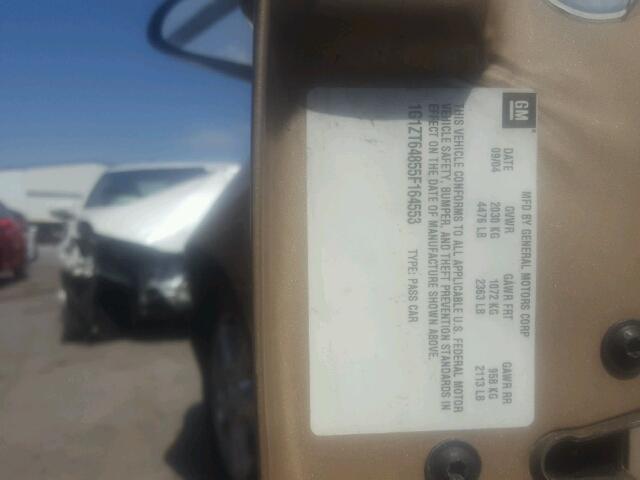 GM
MFD BY GENERAL MOTORS CORP
DATE GVWR GAWR FRT GAWR RR
09/04 2030 KG 1072 KG 958 KG
4476 LB 2363 LB 2113 LB
THIS VEHICLE CONFORMS TO ALL APPLICABLE U.S. FEDERAL MOTOR
VEHICLE SAFETY, BUMPER, AND THEFT PREVENTION STANDARDS IN
EFFECT ON THE DATE OF MANUFACTURE SHOWN ABOVE.
1G1ZT64855F164553 TYPE: PASS CAR